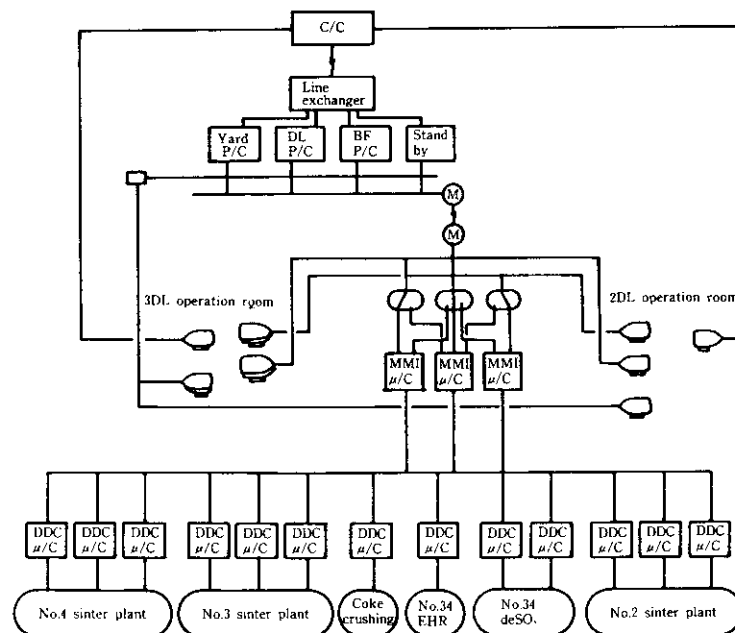 C/C
Line
exchanger
Yard
P/C
DL
P/C
BF
P/C
Stand
by
M
M
3DL operation room
2DL operation room
MMI
μ/C
MMI
μ/C
MMI
μ/C
DDC
μ/C
DDC
μ/C
DDC
μ/C
DDC
μ/C
DDC
μ/C
DDC
μ/C
DDC
μ/C
DDC
μ/C
DDC
μ/C
DDC
μ/C
DDC
μ/C
DDC
μ/C
DDC
μ/C
No.4 sinter plant
No.3 sinter plant
Coke
crushing
No.34
EHR
No.34
deSOx
No.2 sinter plant